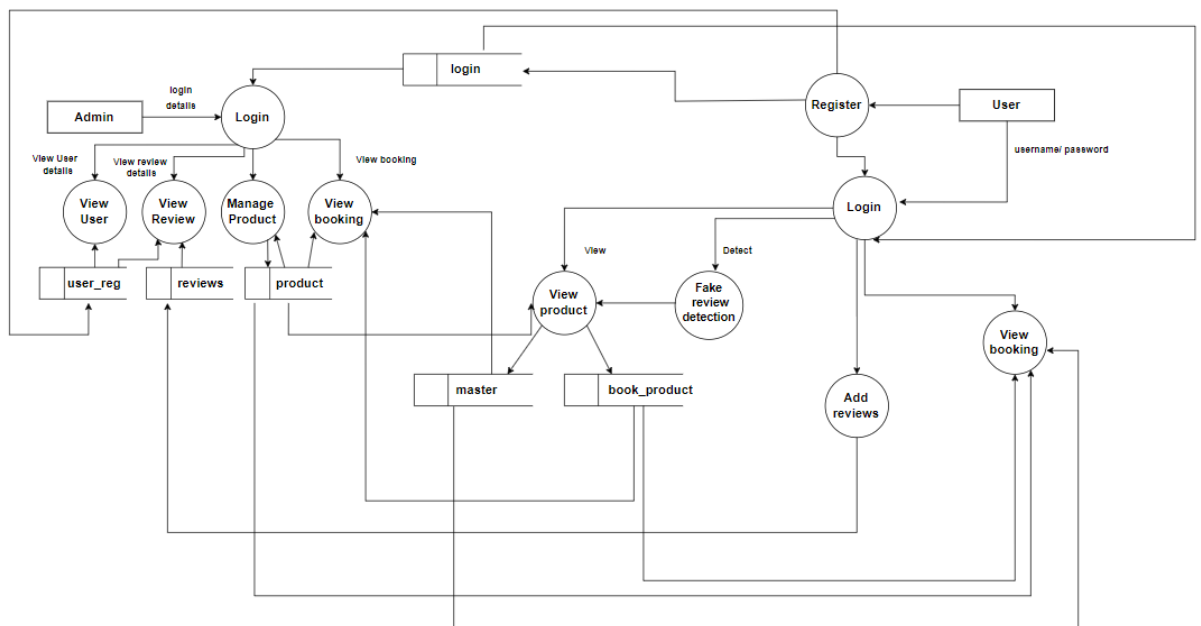 login
login
details
Admin
Login
Register
User
View User
details
View review
details
View booking
username/ password
View
User
View
Review
Manage
Product
View
booking
Login
View
Detect
user_reg
reviews
product
View
product
Fake
review
detection
View
booking
master
book_product
Add
reviews